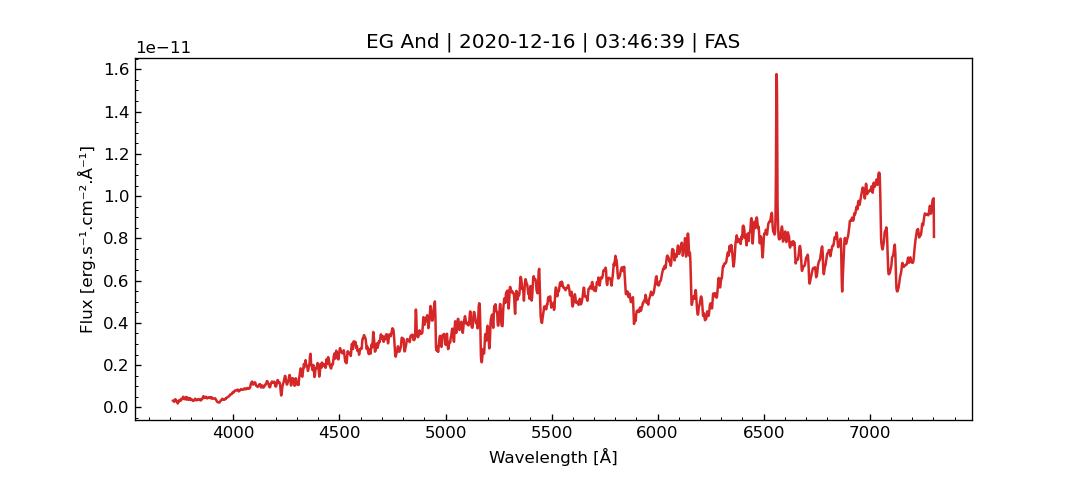 EG And | 2020-12-16 | 03:46:39 | FAS
1e−11
1.6
1.4
1.2
1.0
0.8
0.6
0.4
0.2
0.0
Flux [erg.s⁻¹.cm⁻².Å⁻¹]
4000 4500 5000 5500 6000 6500 7000
Wavelength [Å]